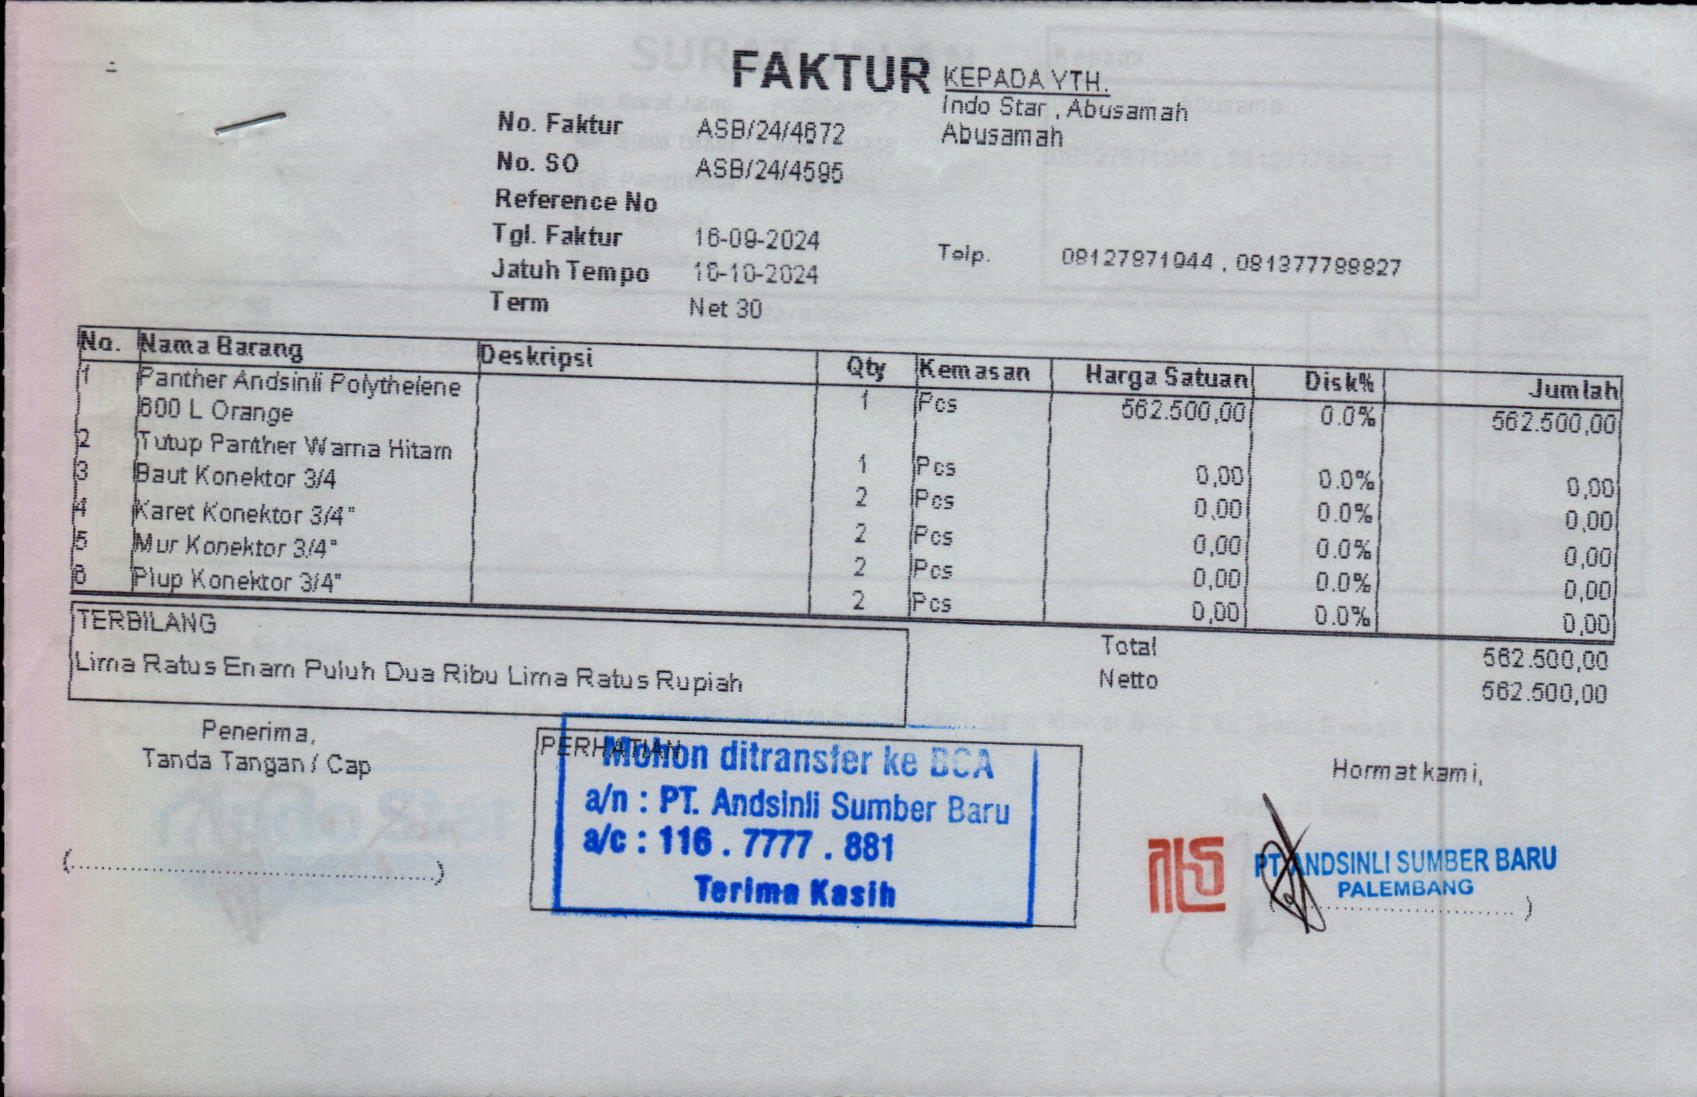 FAKTUR
KEPADA YTH.
Indo Star , Abusamah
Abusamah
No. Faktur ASB/24/4672
No. SO ASB/24/4595
Reference No
Tgl. Faktur 16-09-2024
Jatuh Tempo 16-10-2024
Term Net 30
Telp. 08127871044 , 081377788827
No. Nama Barang Deskripsi Qty Kemasan Harga Satuan Disk% Jumlah
1 Panther Andsinli Polythelene 1 Pcs 562.500,00 0.0% 562.500,00
600 L Orange
2 Tutup Panther Warna Hitam 1 Pcs 0,00 0.0% 0,00
3 Baut Konektor 3/4 2 Pcs 0,00 0.0% 0,00
4 Karet Konektor 3/4" 2 Pcs 0,00 0.0% 0,00
5 Mur Konektor 3/4" 2 Pcs 0,00 0.0% 0,00
6 Plup Konektor 3/4" 2 Pcs 0,00 0.0% 0,00
TERBILANG
Lima Ratus Enam Puluh Dua Ribu Lima Ratus Rupiah
Total 562.500,00
Netto 562.500,00
Penerima,
Tanda Tangan / Cap
(........................................)
PERHATIAN
Mohon ditransfer ke BCA
a/n : PT. Andsinli Sumber Baru
a/c : 116 . 7777 . 881
Terima Kasih
Hormat kami,
PT ANDSINLI SUMBER BARU
PALEMBANG
(........................................)